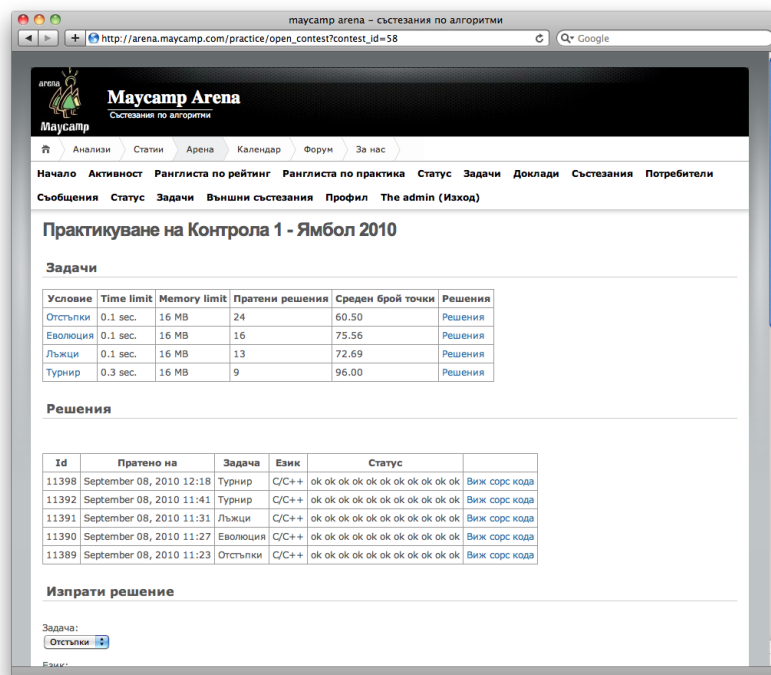 maycamp arena – състезания по алгоритми
http://arena.maycamp.com/practice/open_contest?contest_id=58
Google
arena
Maycamp
Maycamp Arena
Състезания по алгоритми
Анализи Статии Арена Календар Форум За нас
Начало Активност Ранглиста по рейтинг Ранглиста по практика Статус Задачи Доклади Състезания Потребители
Съобщения Статус Задачи Външни състезания Профил The admin (Изход)
Практикуване на Контрола 1 - Ямбол 2010
Задачи
Условие Time limit Memory limit Пратени решения Среден брой точки Решения
Отстъпки 0.1 sec. 16 MB 24 60.50 Решения
Еволюция 0.1 sec. 16 MB 16 75.56 Решения
Лъжци 0.1 sec. 16 MB 13 72.69 Решения
Турнир 0.3 sec. 16 MB 9 96.00 Решения
Решения
Id Пратено на Задача Език Статус
11398 September 08, 2010 12:18 Турнир C/C++ ok ok ok ok ok ok ok ok ok ok ok Виж сорс кода
11392 September 08, 2010 11:41 Турнир C/C++ ok ok ok ok ok ok ok ok ok ok ok Виж сорс кода
11391 September 08, 2010 11:31 Лъжци C/C++ ok ok ok ok ok ok ok ok ok ok ok Виж сорс кода
11390 September 08, 2010 11:27 Еволюция C/C++ ok ok ok ok ok ok ok ok ok ok ok Виж сорс кода
11389 September 08, 2010 11:23 Отстъпки C/C++ ok ok ok ok ok ok ok ok ok ok ok Виж сорс кода
Изпрати решение
Задача:
Отстъпки
Език: